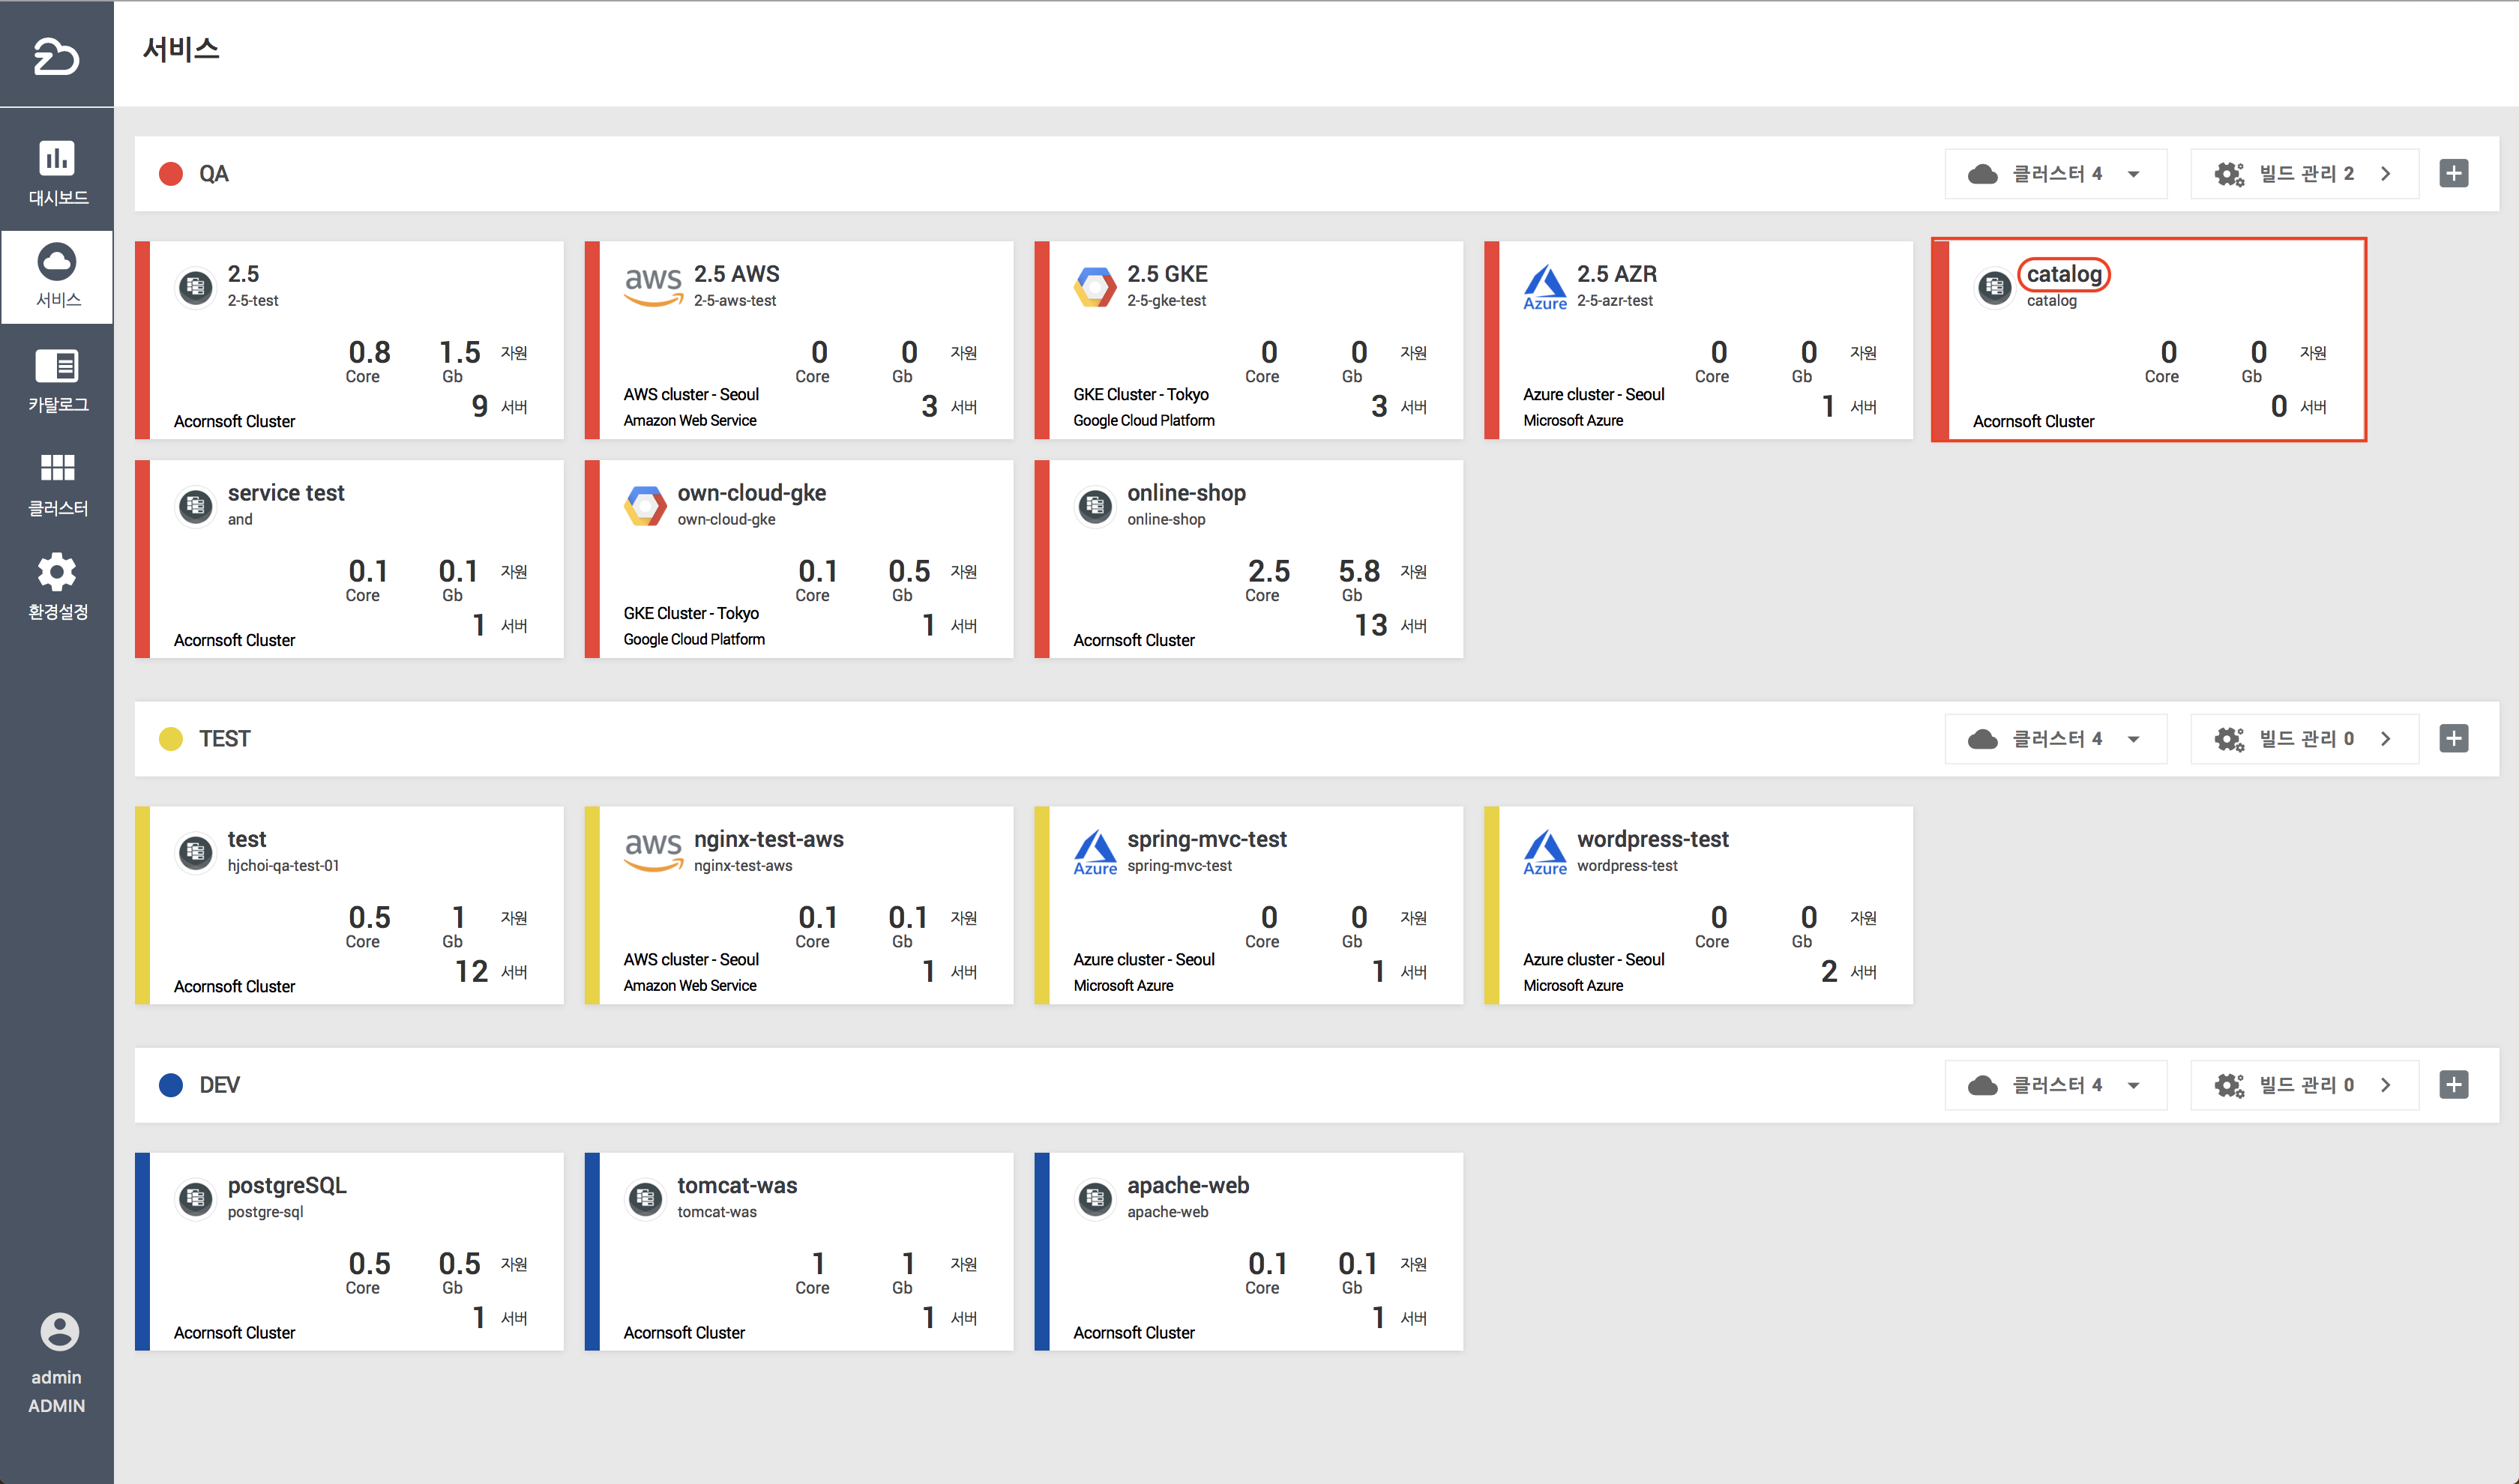 서비스
대시보드
서비스
카탈로그
클러스터
환경설정
admin
ADMIN
QA
클러스터 4
빌드 관리 2
2.5
2-5-test
0.8 1.5 자원
Core Gb
9 서버
Acornsoft Cluster
aws
2.5 AWS
2-5-aws-test
0 0 자원
Core Gb
AWS cluster - Seoul
3 서버
Amazon Web Service
2.5 GKE
2-5-gke-test
0 0 자원
Core Gb
GKE Cluster - Tokyo
3 서버
Google Cloud Platform
Azure
2.5 AZR
2-5-azr-test
0 0 자원
Core Gb
Azure cluster - Seoul
1 서버
Microsoft Azure
catalog
catalog
0 0 자원
Core Gb
0 서버
Acornsoft Cluster
service test
and
0.1 0.1 자원
Core Gb
1 서버
Acornsoft Cluster
own-cloud-gke
own-cloud-gke
0.1 0.5 자원
Core Gb
GKE Cluster - Tokyo
1 서버
Google Cloud Platform
online-shop
online-shop
2.5 5.8 자원
Core Gb
13 서버
Acornsoft Cluster
TEST
클러스터 4
빌드 관리 0
test
hjchoi-qa-test-01
0.5 1 자원
Core Gb
12 서버
Acornsoft Cluster
aws
nginx-test-aws
nginx-test-aws
0.1 0.1 자원
Core Gb
AWS cluster - Seoul
1 서버
Amazon Web Service
Azure
spring-mvc-test
spring-mvc-test
0 0 자원
Core Gb
Azure cluster - Seoul
1 서버
Microsoft Azure
Azure
wordpress-test
wordpress-test
0 0 자원
Core Gb
Azure cluster - Seoul
2 서버
Microsoft Azure
DEV
클러스터 4
빌드 관리 0
postgreSQL
postgre-sql
0.5 0.5 자원
Core Gb
1 서버
Acornsoft Cluster
tomcat-was
tomcat-was
1 1 자원
Core Gb
1 서버
Acornsoft Cluster
apache-web
apache-web
0.1 0.1 자원
Core Gb
1 서버
Acornsoft Cluster